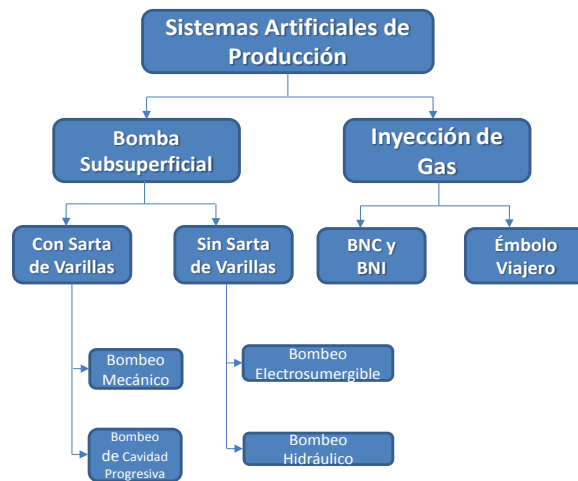 Sistemas Artificiales de
Producción
Bomba
Subsuperficial
Inyección de
Gas
Con Sarta
de Varillas
Sin Sarta
de Varillas
BNC y
BNI
Émbolo
Viajero
Bombeo
Mecánico
Bombeo
Electrosumergible
Bombeo
de Cavidad
Progresiva
Bombeo
Hidráulico